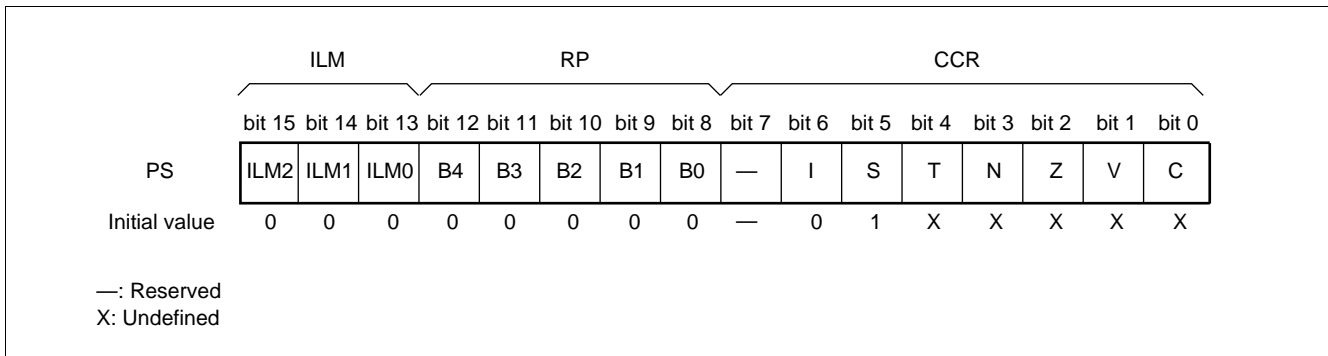 ILM RP CCR
bit 15 bit 14 bit 13 bit 12 bit 11 bit 10 bit 9 bit 8 bit 7 bit 6 bit 5 bit 4 bit 3 bit 2 bit 1 bit 0
PS ILM2 ILM1 ILM0 B4 B3 B2 B1 B0 — I S T N Z V C
Initial value 0 0 0 0 0 0 0 0 — 0 1 X X X X X
—: Reserved
X: Undefined